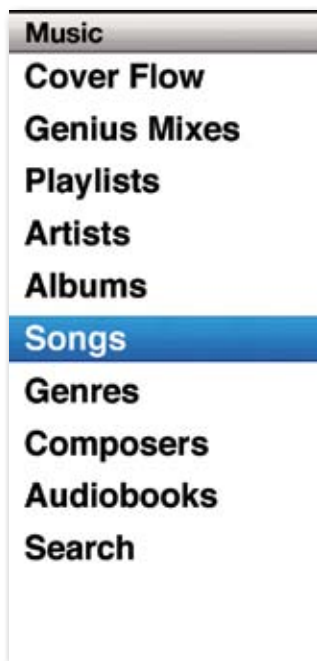 Music
Cover Flow
Genius Mixes
Playlists
Artists
Albums
Songs
Genres
Composers
Audiobooks
Search